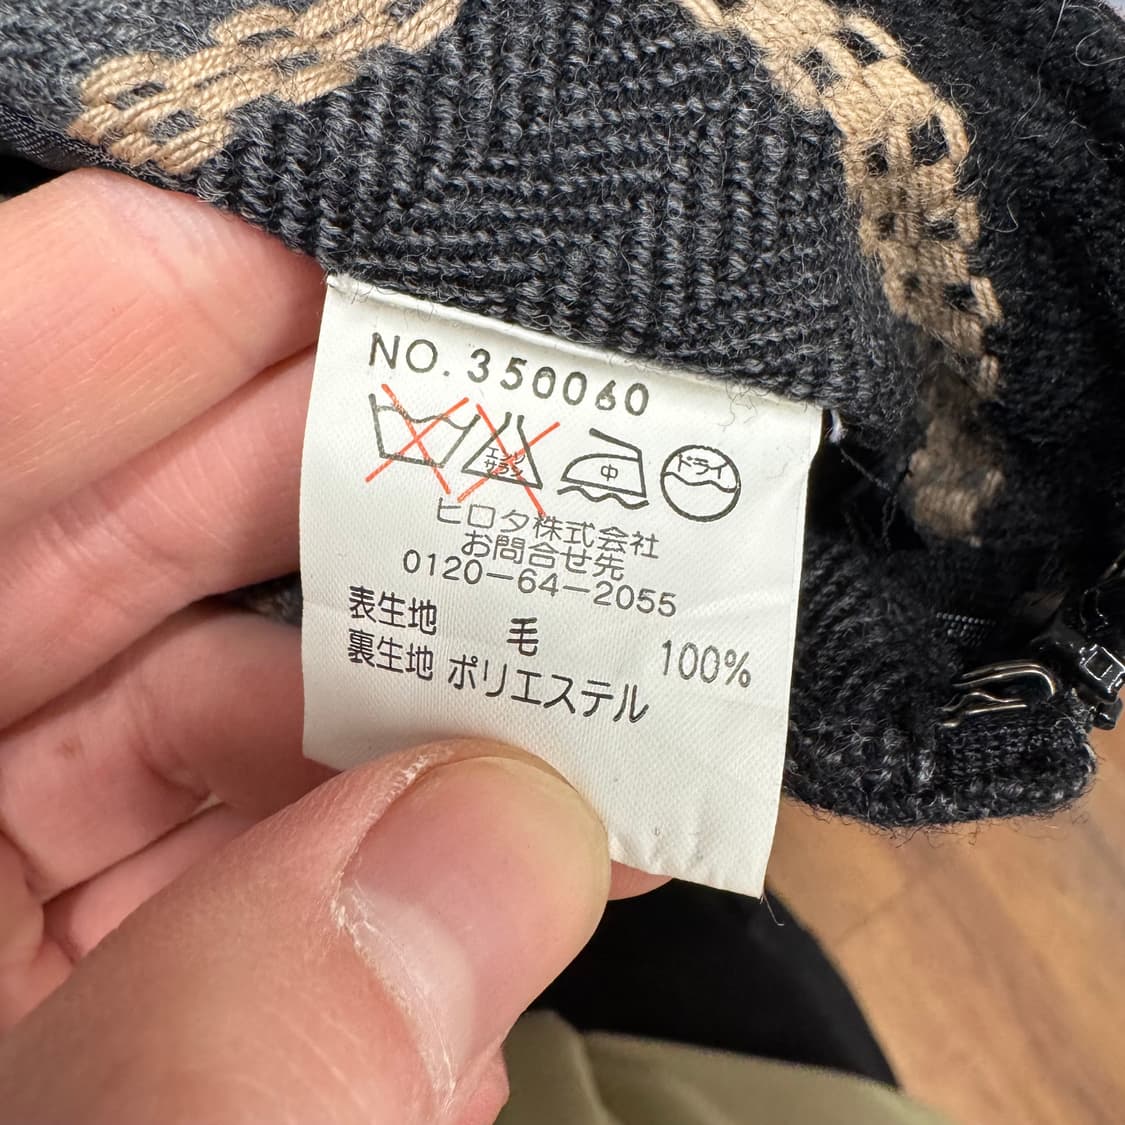 NO.350060
エンソ サラシ 中 ドライ
ヒロタ株式会社
お問合せ先
0120-64-2055
表生地 毛 100%
裏生地 ポリエステル